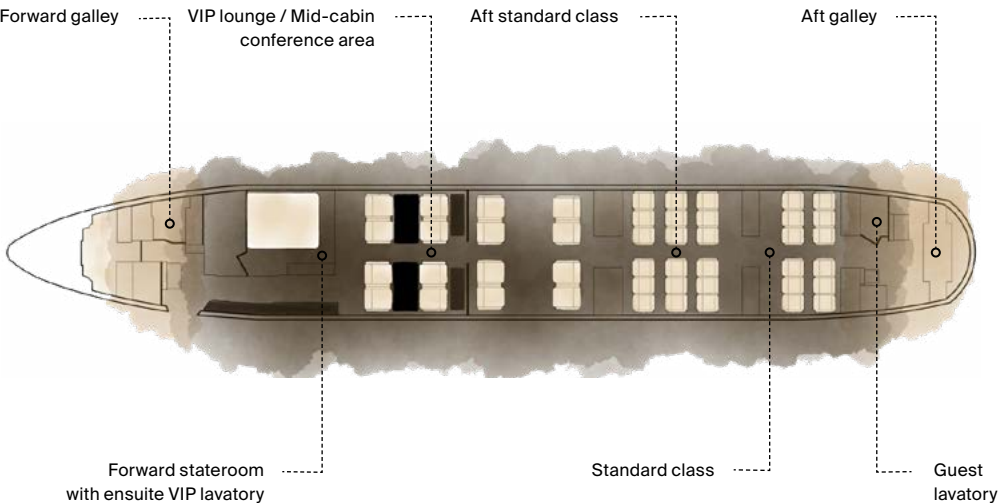 Forward galley
VIP lounge / Mid-cabin
conference area
Aft standard class
Aft galley
Forward stateroom
with ensuite VIP lavatory
Standard class
Guest
lavatory